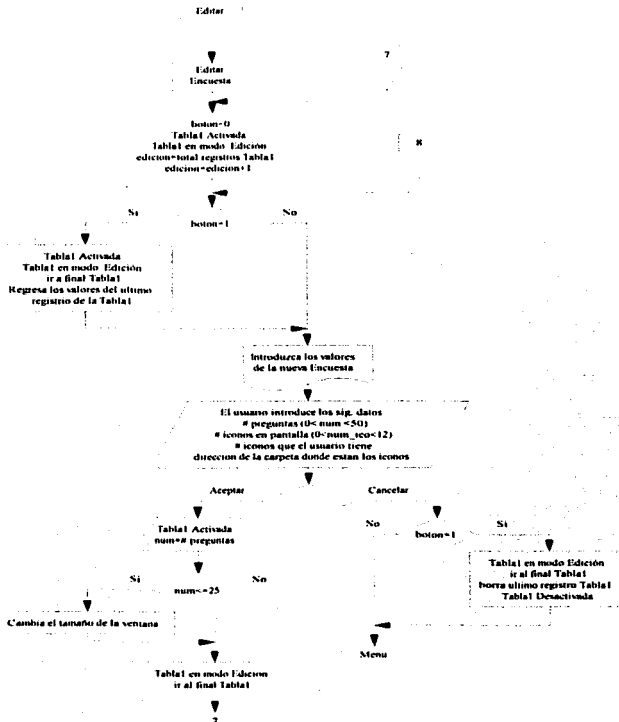 Editar
7
Editar
Encuesta
boton=0
Tabla1 Activada
Tabla1 en modo Edición
edicion=total registros Tabla1
edicion=edicion+1
8
Si
boton=1
No
Tabla1 Activada
Tabla1 en modo Edición
ir a final Tabla1
Regresa los valores del ultimo
registrio de la Tabla1
Introduzca los valores
de la nueva Encuesta
El usuario introduce los sig. datos
# preguntas (0< num <50)
# iconos en pantalla (0<num_ico<12)
# iconos que el usuario tiene
direccion de la carpeta donde estan los iconos
Aceptar
Cancelar
Tabla1 Activada
num=# preguntas
No
boton=1
Si
Tabla1 en modo Edición
ir al final Tabla1
borra ultimo registro Tabla1
Tabla1 Desactivada
Si
num<=25
No
Cambia el tamaño de la ventana
Menu
Tabla1 en modo Edicion
ir al final Tabla1
7